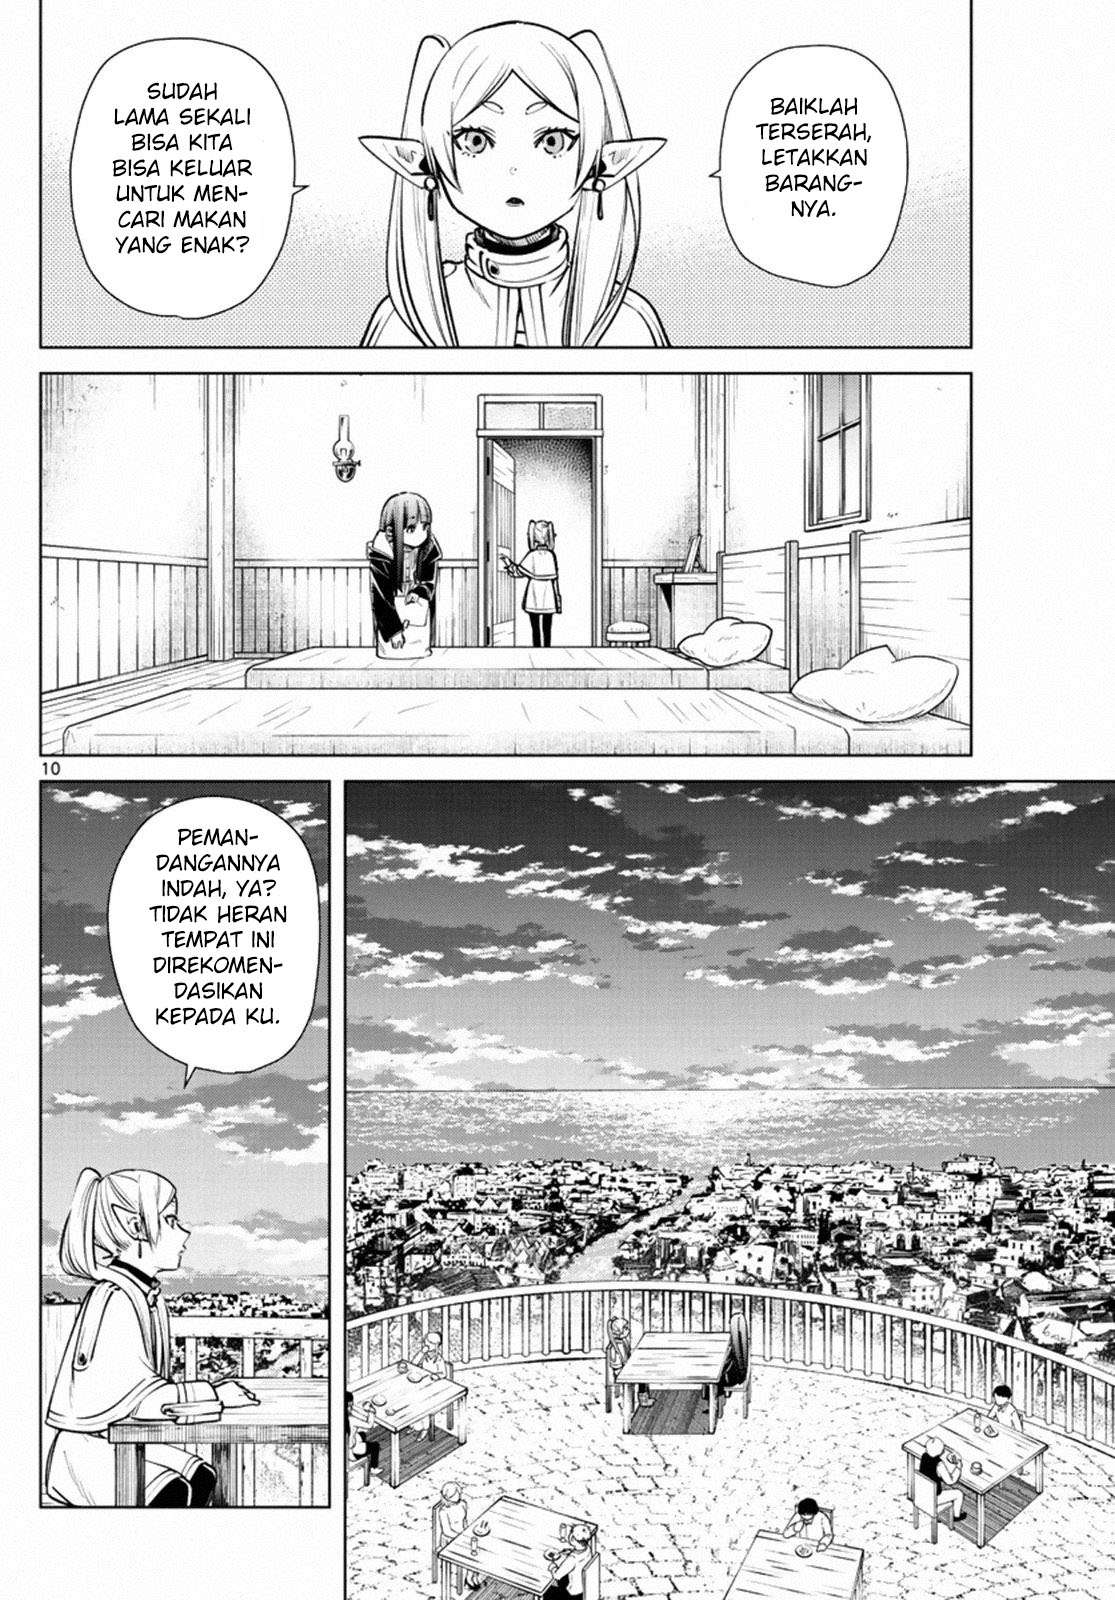 BAIKLAH
TERSERAH,
LETAKKAN
BARANG-
NYA.
SUDAH
LAMA SEKALI
BISA KITA
BISA KELUAR
UNTUK MEN-
CARI MAKAN
YANG ENAK?
10
PEMAN-
DANGANNYA
INDAH, YA?
TIDAK HERAN
TEMPAT INI
DIREKOMEN-
DASIKAN
KEPADA KU.